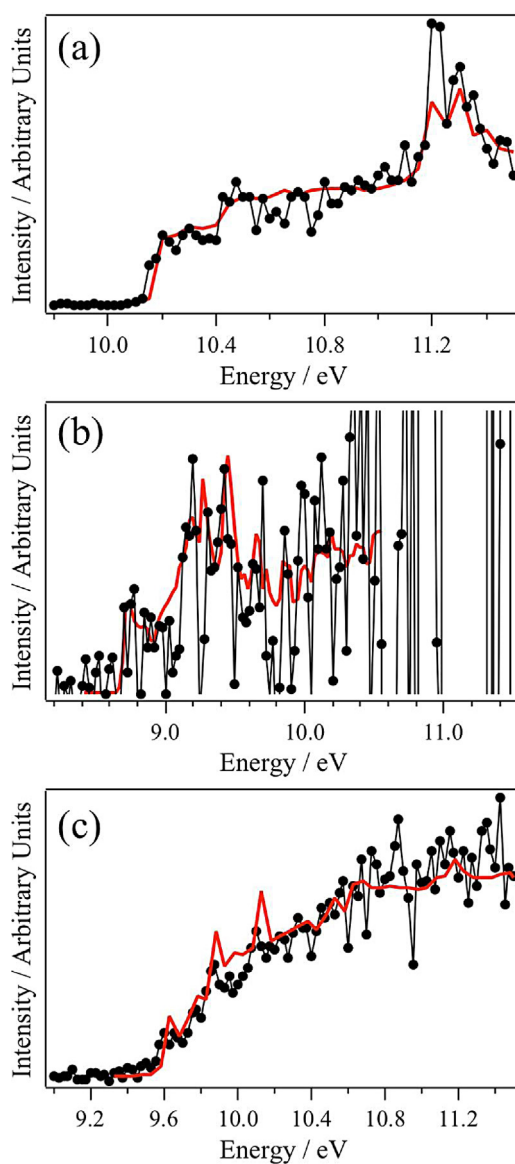 (a)
Intensity / Arbitrary Units
10.0 10.4 10.8 11.2
Energy / eV
(b)
Intensity / Arbitrary Units
9.0 10.0 11.0
Energy / eV
(c)
Intensity / Arbitrary Units
9.2 9.6 10.0 10.4 10.8 11.2
Energy / eV